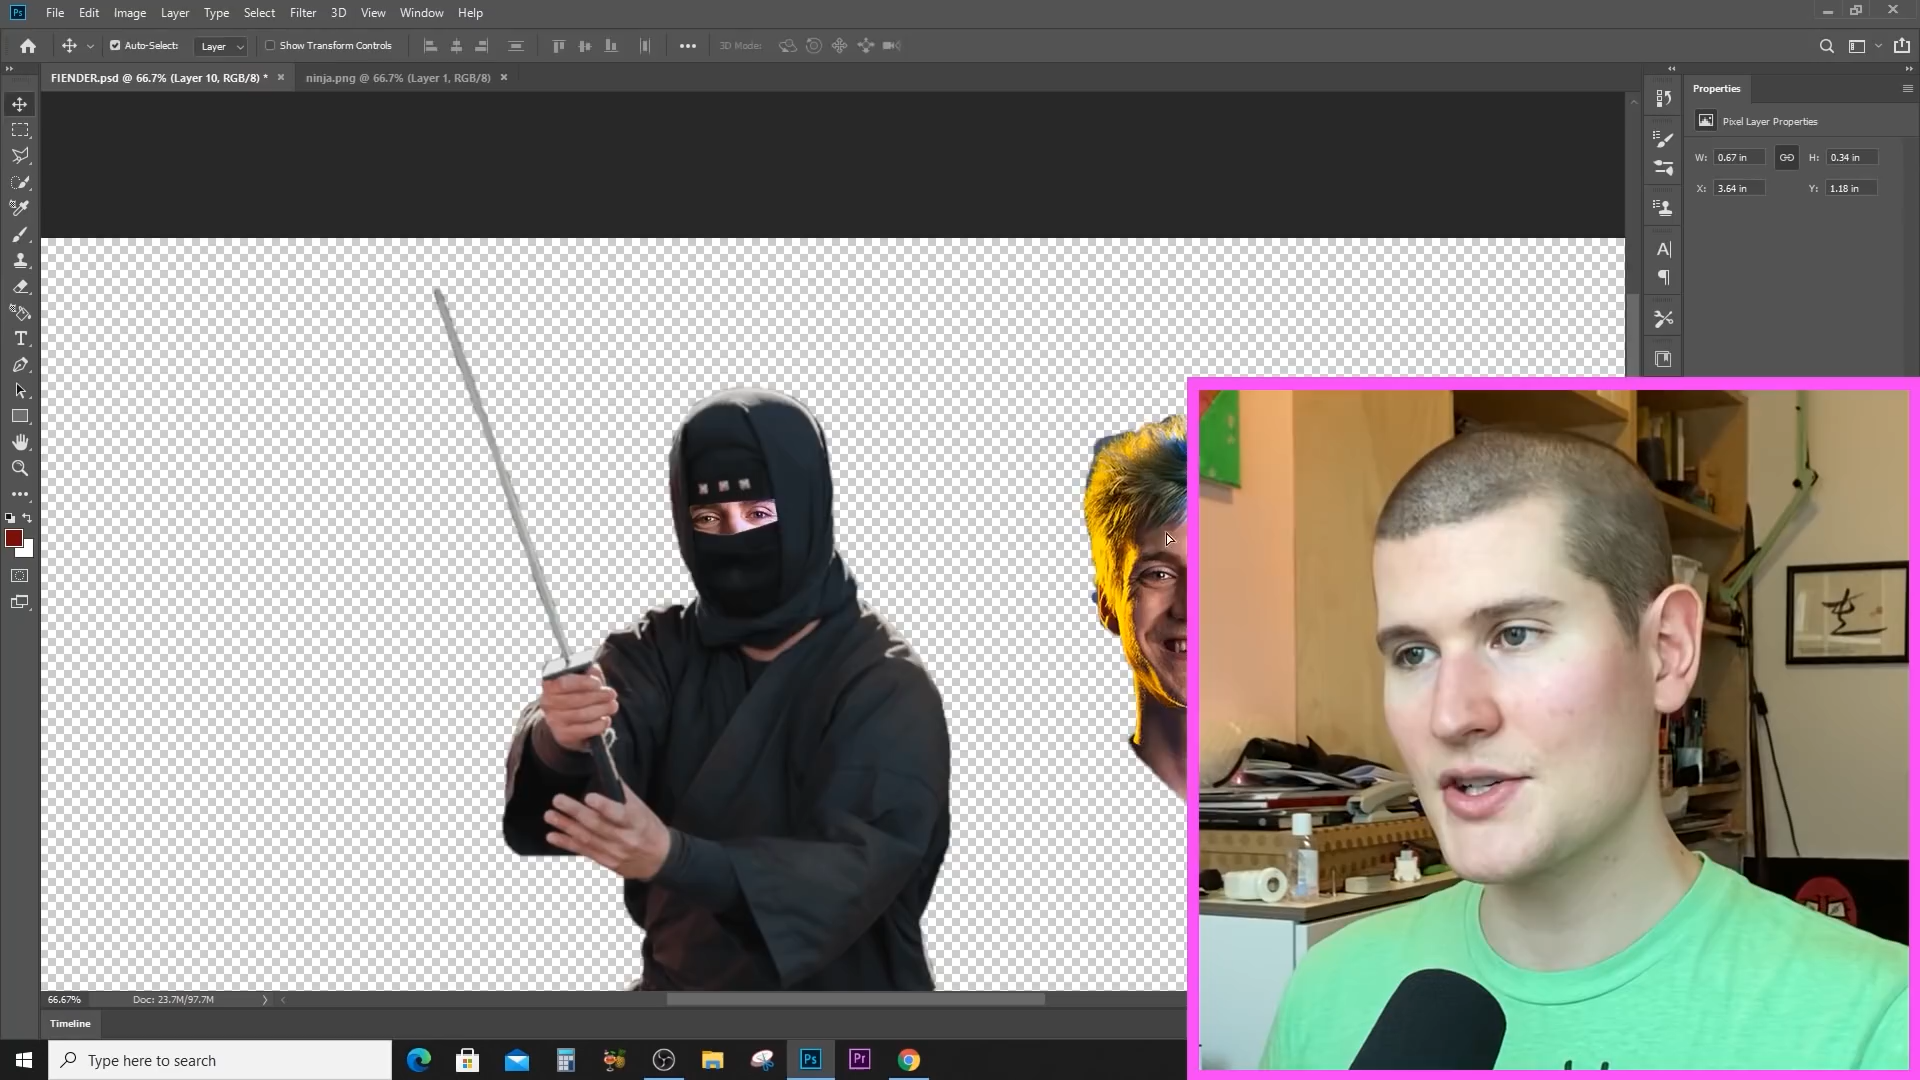 Ps File Edit Image Layer Type Select Filter 3D View Window Help
Auto-Select: Layer Show Transform Controls 3D Mode:
FIENDER.psd @ 66.7% (Layer 10, RGB/8) * ninja.png @ 66.7% (Layer 1, RGB/8)
Properties
Pixel Layer Properties
W: 0.67 in H: 0.34 in
X: 3.64 in Y: 1.18 in
66.67% Doc: 23.7M/97.7M
Timeline
Type here to search Ps Pr